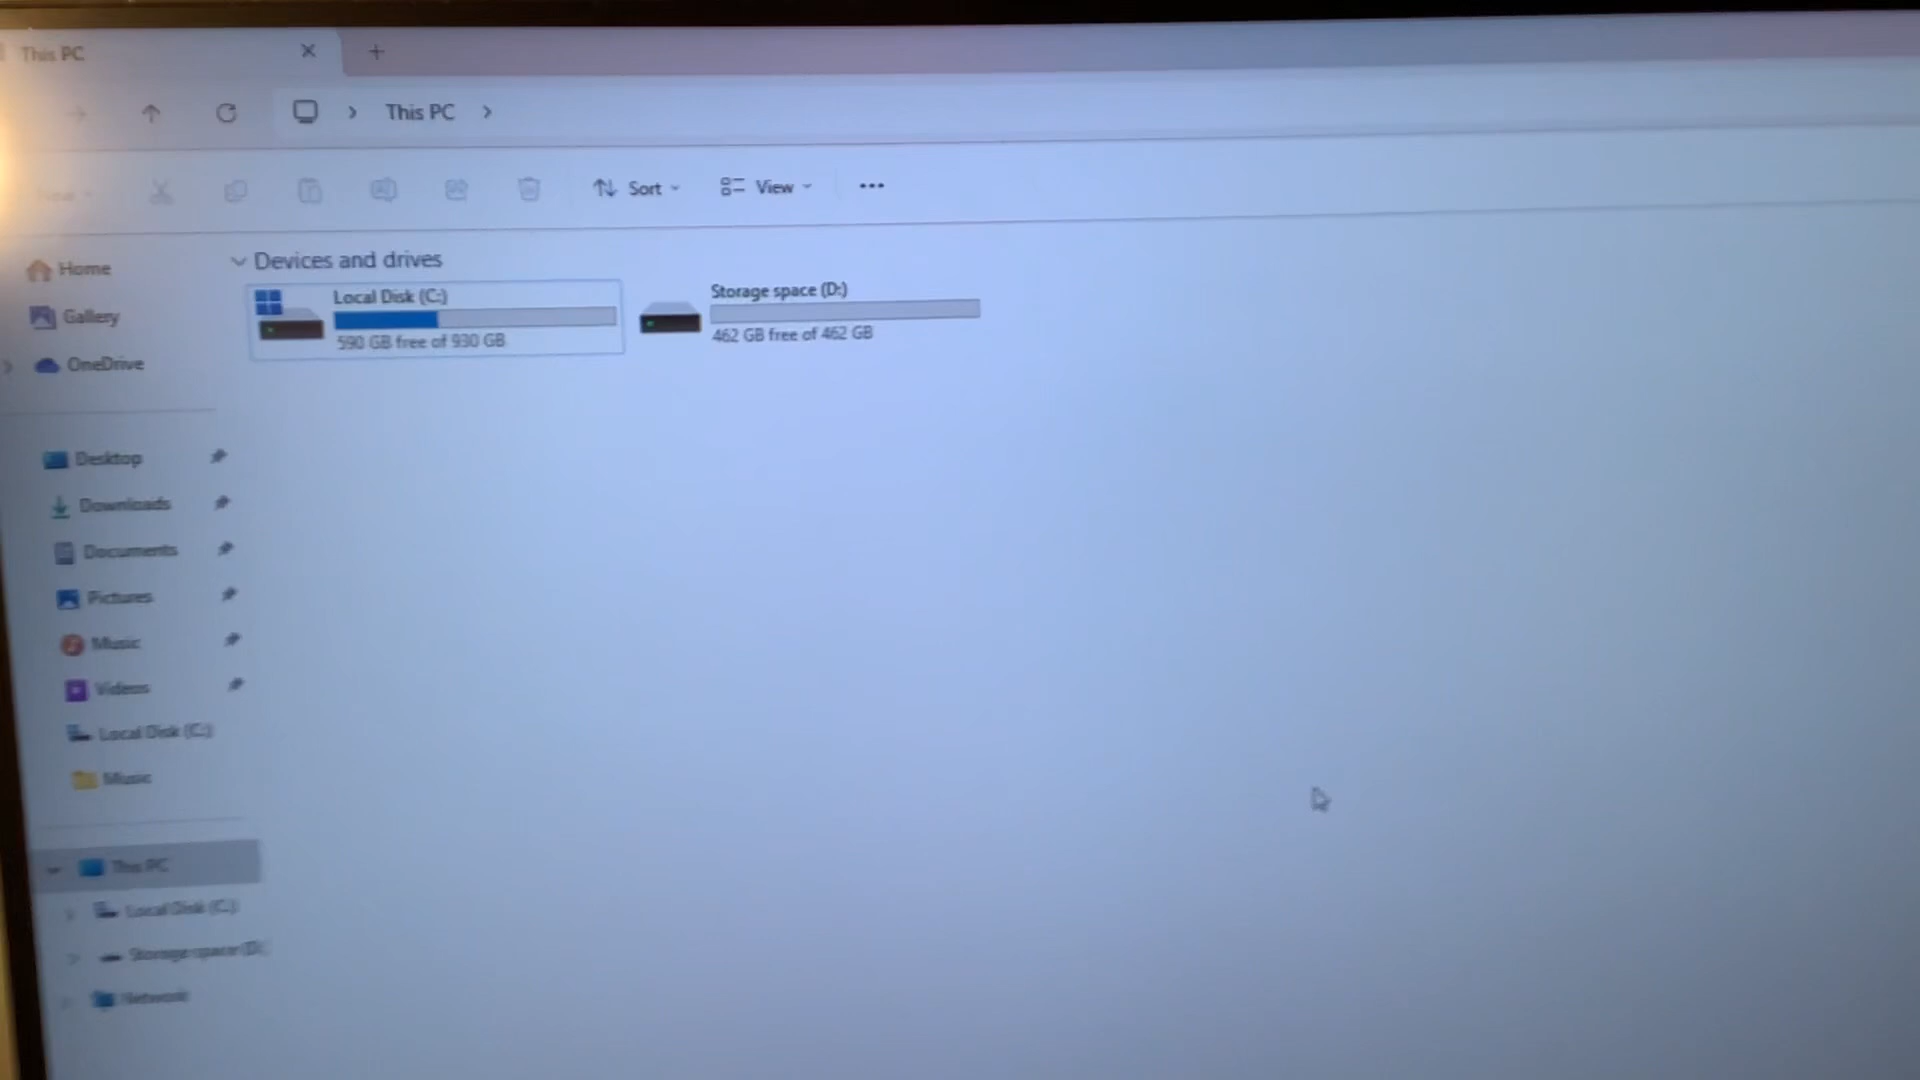 This PC
This PC
New
Sort
View
Home
Gallery
OneDrive
Desktop
Downloads
Documents
Pictures
Music
Videos
Local Disk (C:)
Music
This PC
Local Disk (C:)
Storage space (D:
Network
Devices and drives
Local Disk (C:)
590 GB free of 930 GB
Storage space (D:)
462 GB free of 462 GB